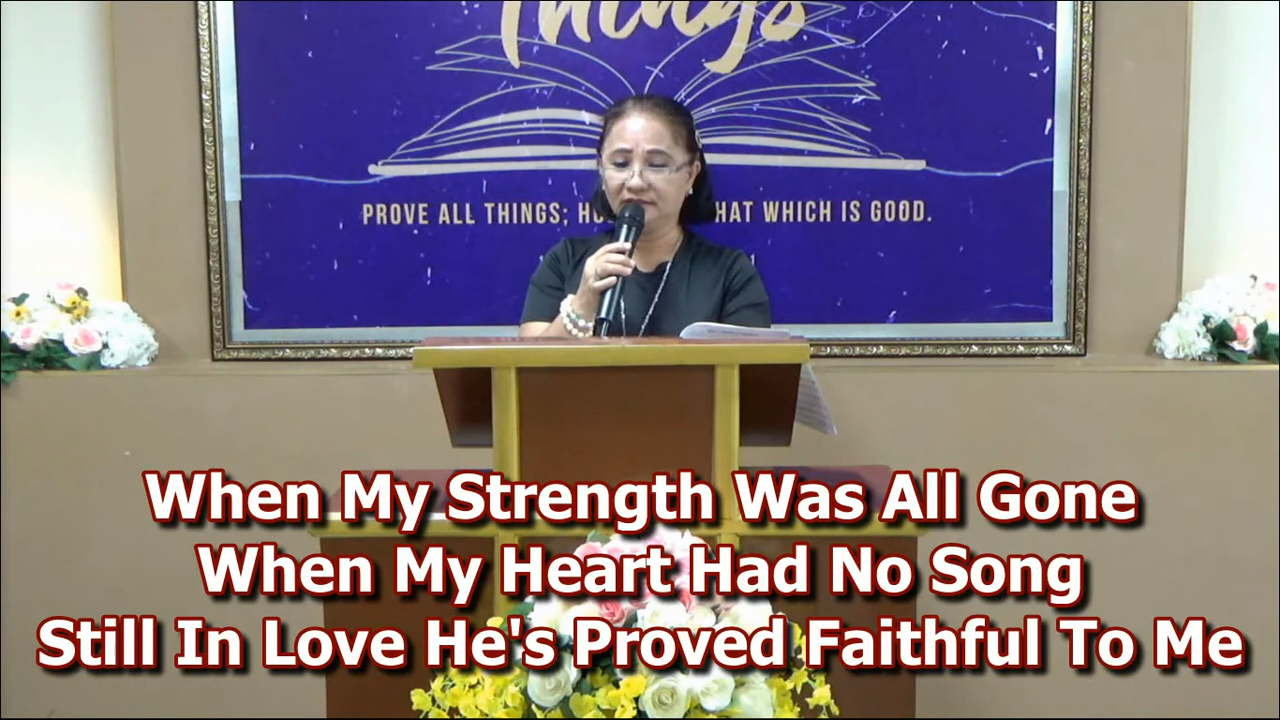 Things
PROVE ALL THINGS; HAT WHICH IS GOOD.
When My Strength Was All Gone
When My Heart Had No Song
Still In Love He's Proved Faithful To Me